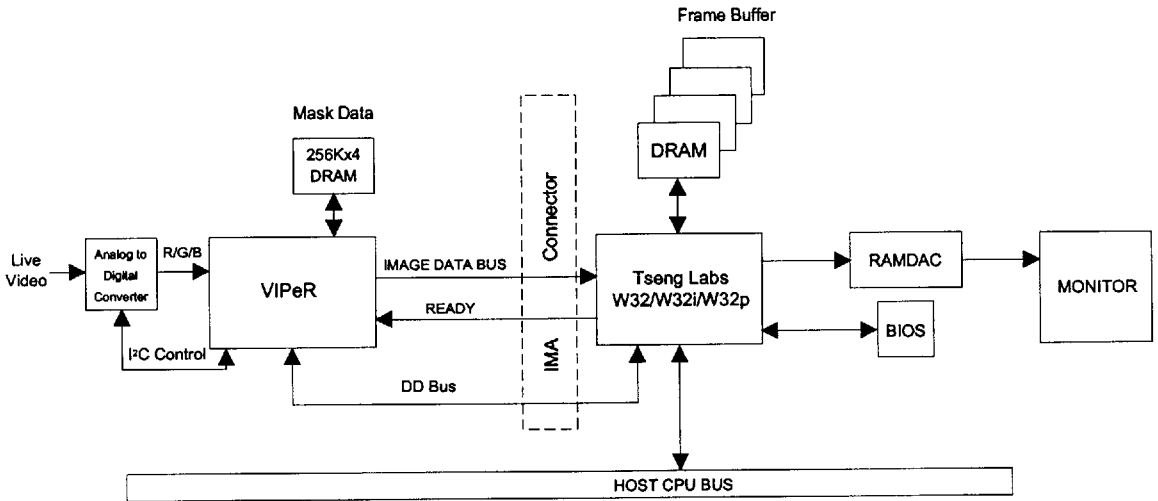 Frame Buffer
Mask Data
256Kx4
DRAM
DRAM
Connector
IMA
Live
Video
Analog to
Digital
Converter
R/G/B
VIPeR
IMAGE DATA BUS
READY
Tseng Labs
W32/W32i/W32p
RAMDAC
MONITOR
BIOS
I²C Control
DD Bus
HOST CPU BUS